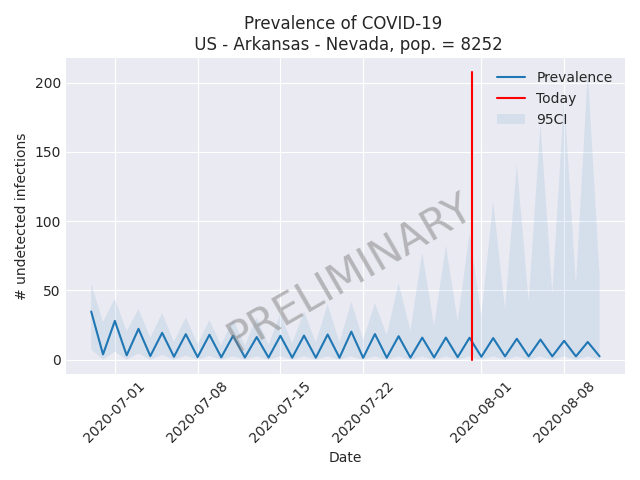 Prevalence of COVID-19
US - Arkansas - Nevada, pop. = 8252
Prevalence
Today
95CI
200
150
100
50
0
# undetected infections
PRELIMINARY
2020-07-01
2020-07-08
2020-07-15
2020-07-22
2020-08-01
2020-08-08
Date